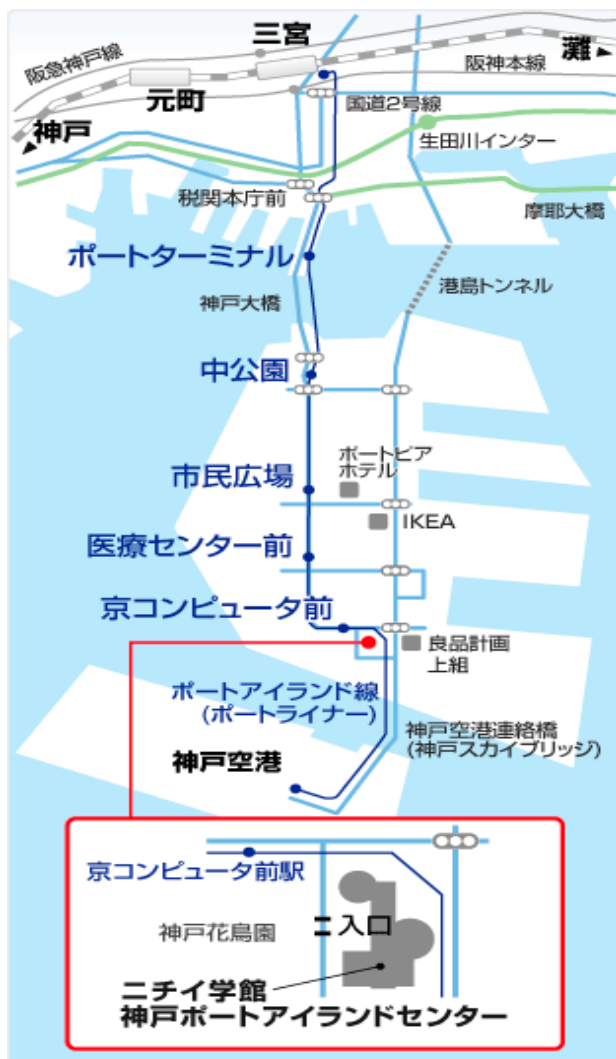 三宮
灘
阪急神戸線
阪神本線
元町
国道2号線
神戸
生田川インター
税関本庁前
摩耶大橋
ポートターミナル
港島トンネル
神戸大橋
中公園
ポートピア
ホテル
市民広場
IKEA
医療センター前
京コンピュータ前
良品計画
上組
ポートアイランド線
(ポートライナー)
神戸空港連絡橋
(神戸スカイブリッジ)
神戸空港
京コンピュータ前駅
入口
神戸花鳥園
ニチイ学館
神戸ポートアイランドセンター